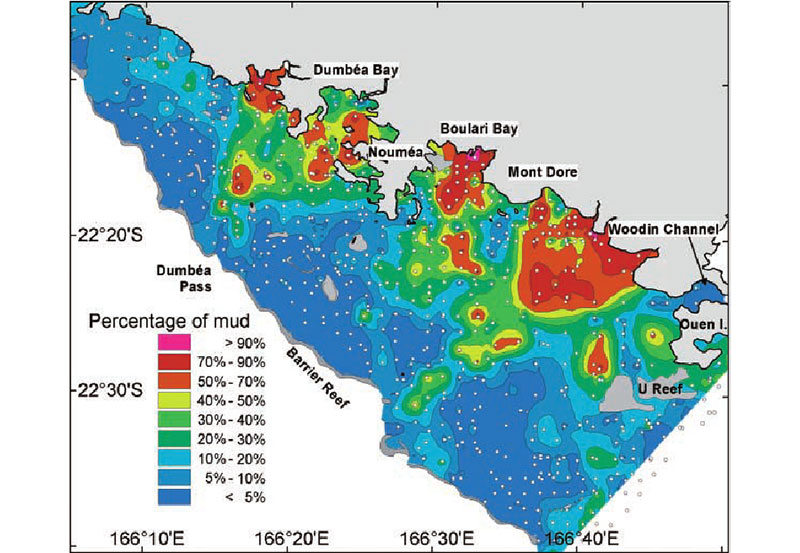 Dumbéa Bay
Boulari Bay
Nouméa
Mont Dore
Woodin Channel
-22°20'S
Dumbéa
Pass
Ouen I.
Percentage of mud
> 90%
70% - 90%
50% - 70%
40% - 50%
30% - 40%
20% - 30%
10% - 20%
5% - 10%
< 5%
Barrier Reef
-22°30'S
U Reef
166°10'E
166°20'E
166°30'E
166°40'E